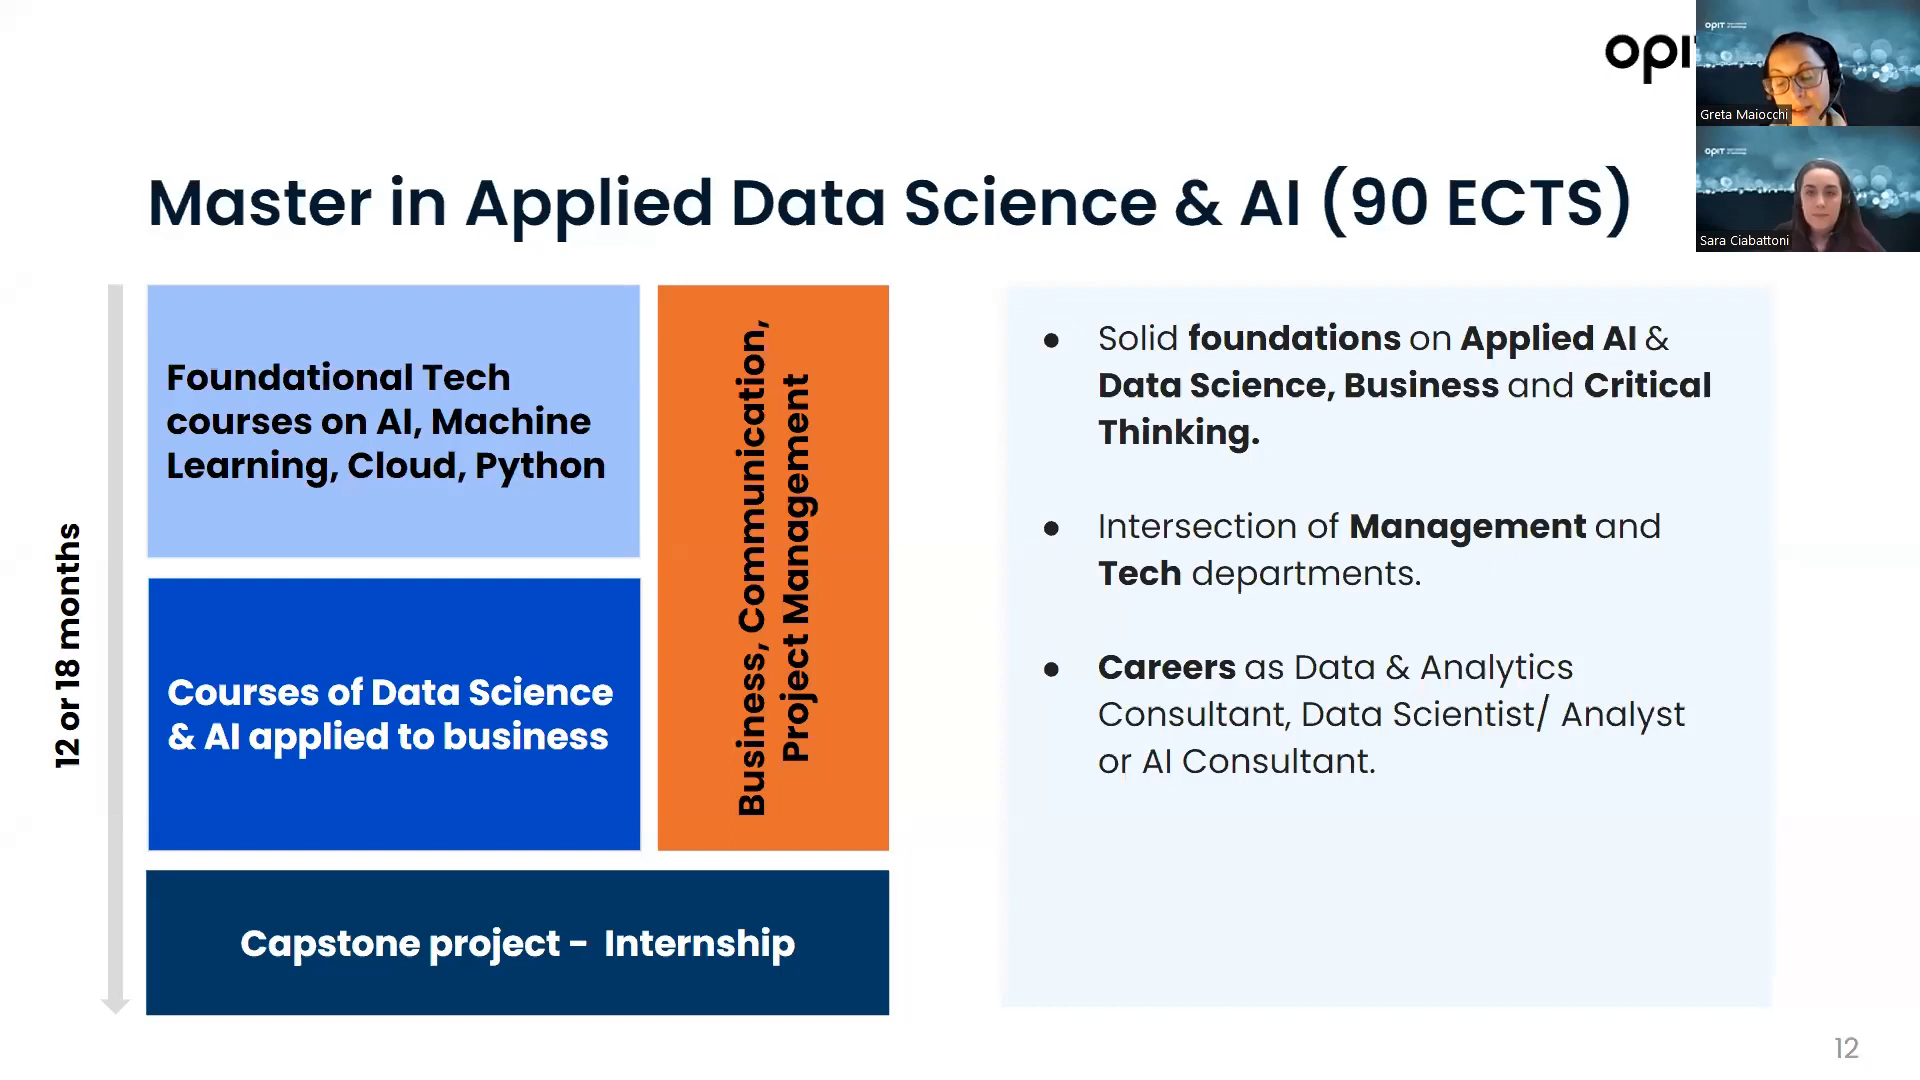 opi
Greta Maiocchi
Sara Ciabattoni
Master in Applied Data Science & AI (90 ECTS)
12 or 18 months
Foundational Tech
courses on AI, Machine
Learning, Cloud, Python
Courses of Data Science
& AI applied to business
Business, Communication,
Project Management
Capstone project - Internship
● Solid foundations on Applied AI &
Data Science, Business and Critical
Thinking.
● Intersection of Management and
Tech departments.
● Careers as Data & Analytics
Consultant, Data Scientist/ Analyst
or AI Consultant.
12